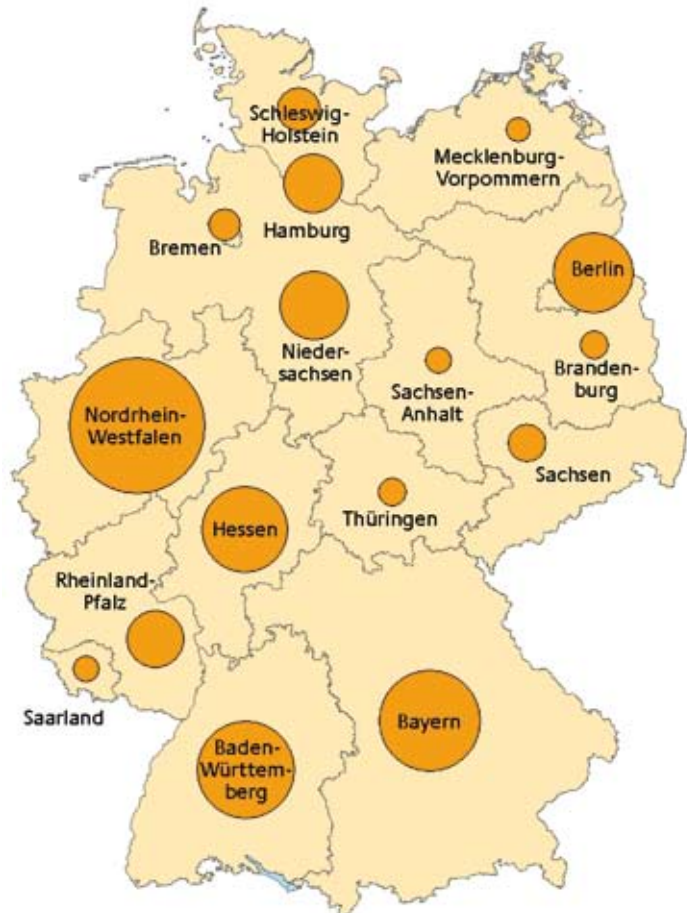 Schleswig-
Holstein
Mecklenburg-
Vorpommern
Hamburg
Bremen
Berlin
Nieder-
sachsen
Branden-
burg
Sachsen-
Anhalt
Nordrhein-
Westfalen
Sachsen
Thüringen
Hessen
Rheinland-
Pfalz
Saarland
Bayern
Baden-
Württem-
berg